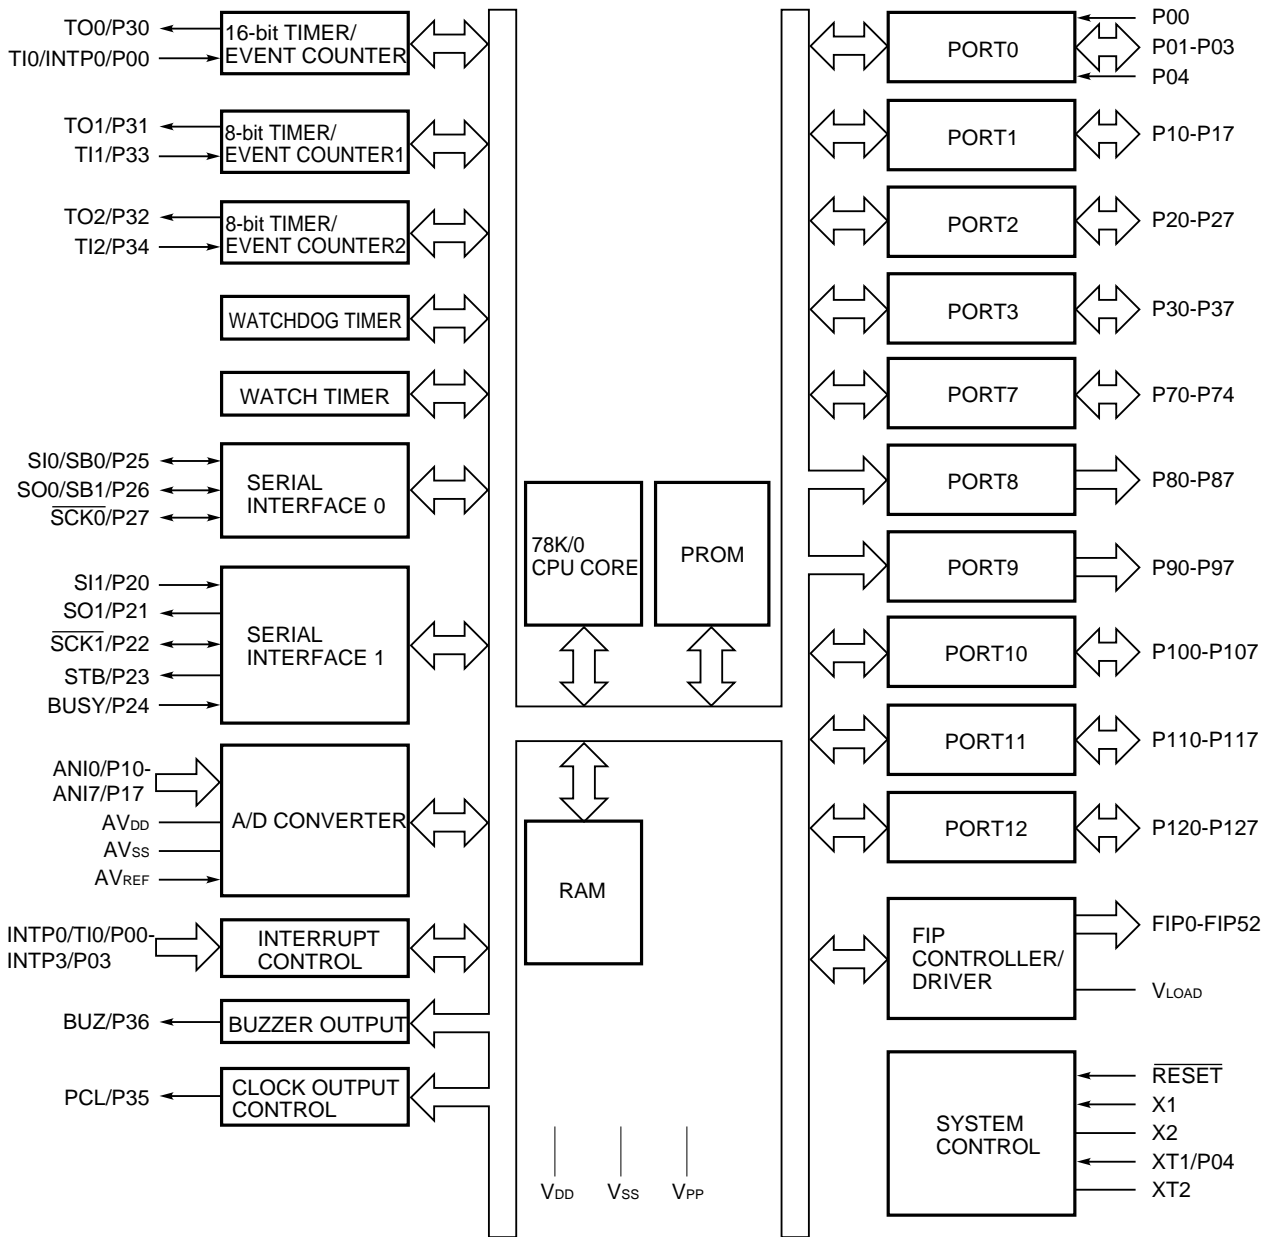 TO0/P30
TI0/INTP0/P00
16-bit TIMER/
EVENT COUNTER
TO1/P31
TI1/P33
8-bit TIMER/
EVENT COUNTER1
TO2/P32
TI2/P34
8-bit TIMER/
EVENT COUNTER2
WATCHDOG TIMER
WATCH TIMER
SI0/SB0/P25
SO0/SB1/P26
SCK0/P27
SERIAL
INTERFACE 0
SI1/P20
SO1/P21
SCK1/P22
STB/P23
BUSY/P24
SERIAL
INTERFACE 1
ANI0/P10-
ANI7/P17
AVDD
AVSS
AVREF
A/D CONVERTER
INTP0/TI0/P00-
INTP3/P03
INTERRUPT
CONTROL
BUZ/P36
BUZZER OUTPUT
PCL/P35
CLOCK OUTPUT
CONTROL
78K/0
CPU CORE
PROM
RAM
VDD
VSS
VPP
PORT0
P00
P01-P03
P04
PORT1
P10-P17
PORT2
P20-P27
PORT3
P30-P37
PORT7
P70-P74
PORT8
P80-P87
PORT9
P90-P97
PORT10
P100-P107
PORT11
P110-P117
PORT12
P120-P127
FIP
CONTROLLER/
DRIVER
FIP0-FIP52
VLOAD
SYSTEM
CONTROL
RESET
X1
X2
XT1/P04
XT2